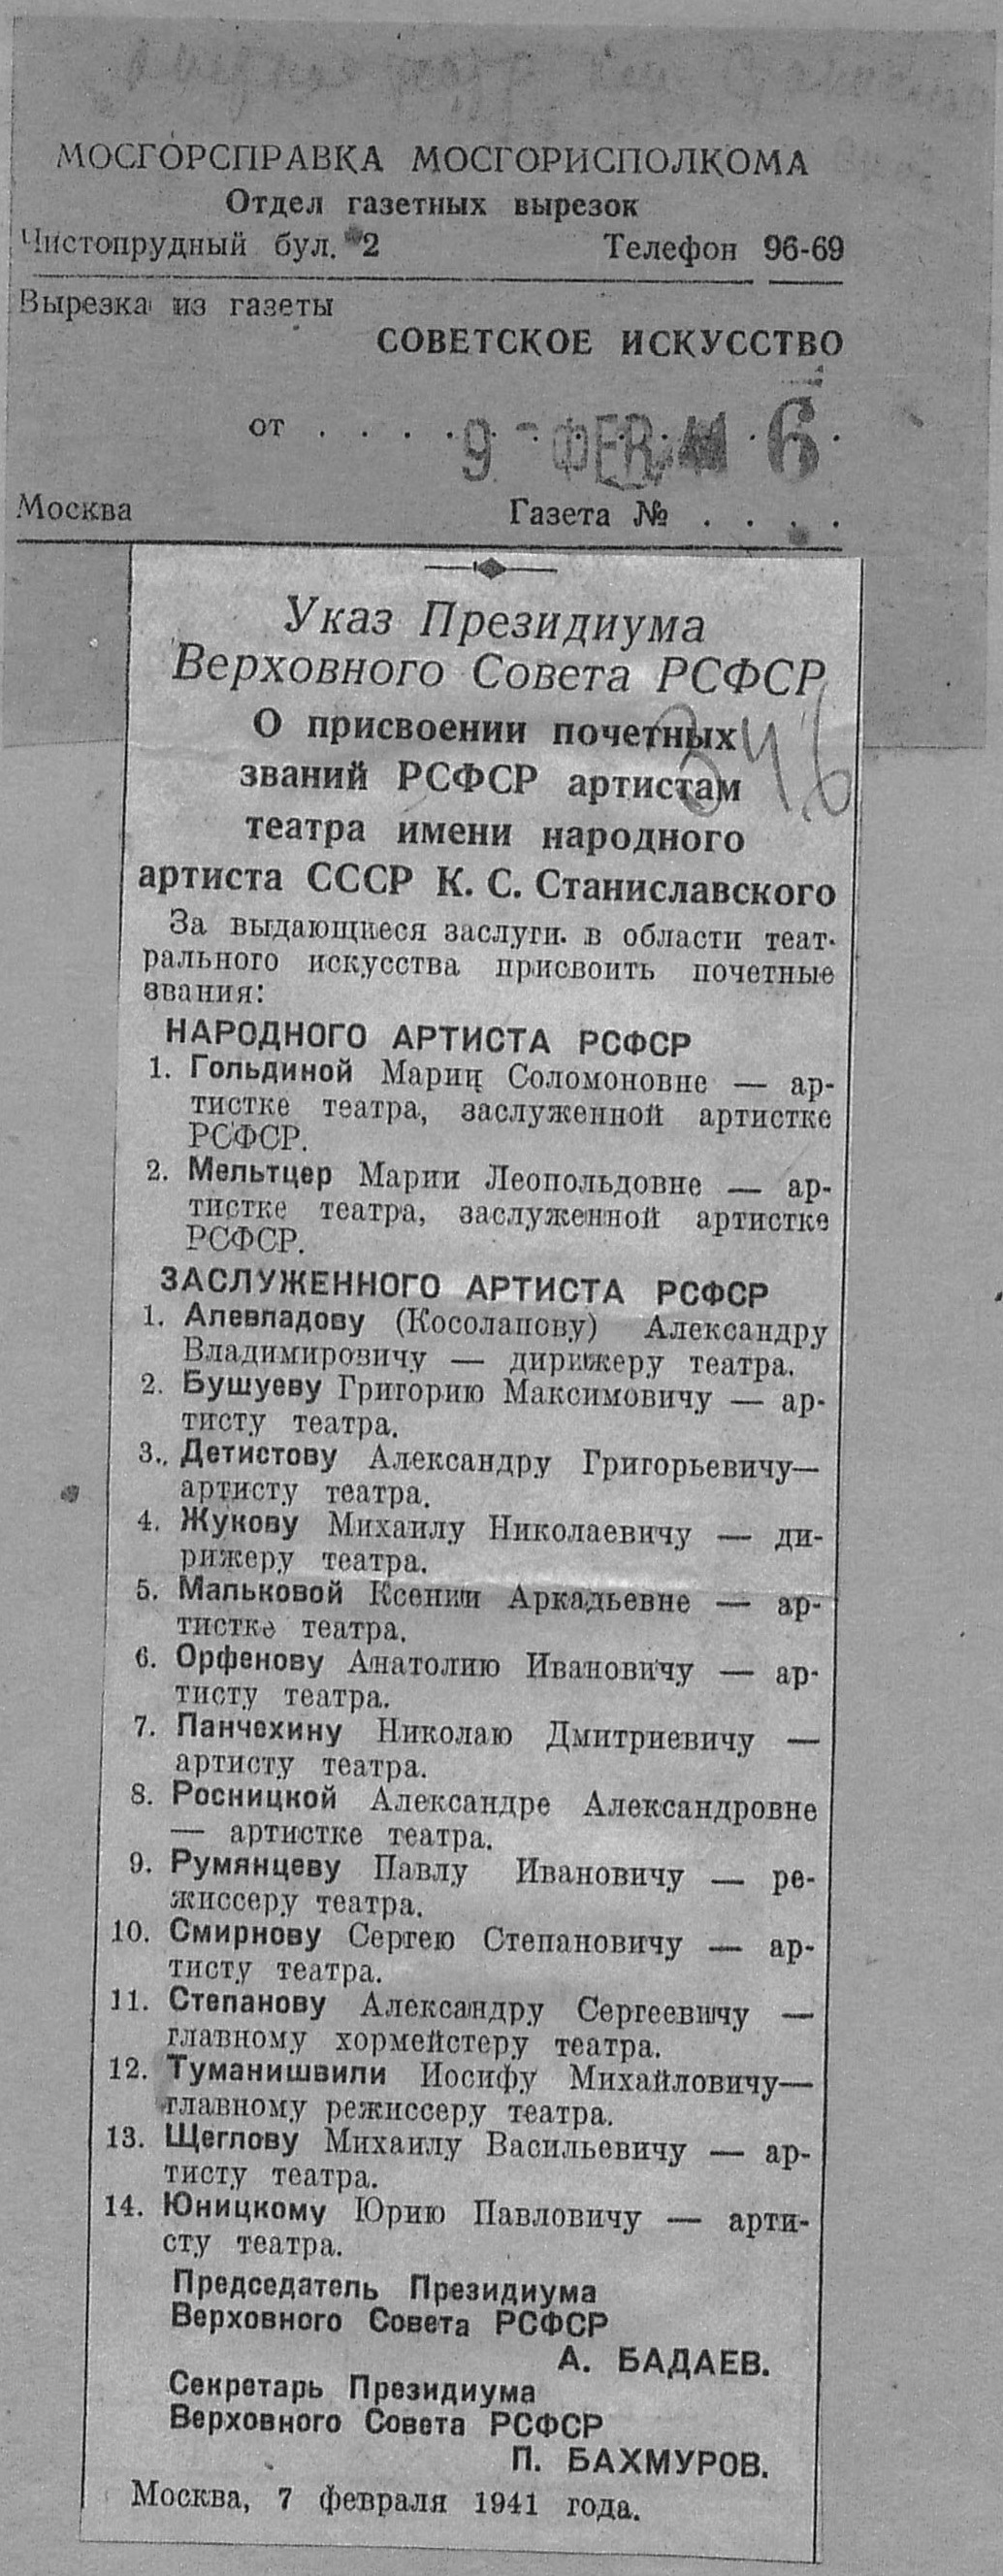 МОСГОРСПРАВКА МОСГОРИСПОЛКОМА
Отдел газетных вырезок
Чистопрудный бул. 2 Телефон 96-69
Вырезка из газеты
СОВЕТСКОЕ ИСКУССТВО
от . . . . 9 - ФЕВ. 41 6
Москва Газета № . . . .
Указ Президиума
Верховного Совета РСФСР
О присвоении почетных
званий РСФСР артистам
театра имени народного
артиста СССР К. С. Станиславского
346
За выдающиеся заслуги в области теат-
рального искусства присвоить почетные
звания:
НАРОДНОГО АРТИСТА РСФСР
1. Гольдиной Марии Соломоновне — ар-
тистке театра, заслуженной артистке
РСФСР.
2. Мельтцер Марии Леопольдовне — ар-
тистке театра, заслуженной артистке
РСФСР.
ЗАСЛУЖЕННОГО АРТИСТА РСФСР
1. Алевладову (Косолапову) Александру
Владимировичу — дирижеру театра.
2. Бушуеву Григорию Максимовичу — ар-
тисту театра.
3. Детистову Александру Григорьевичу—
артисту театра.
4. Жукову Михаилу Николаевичу — ди-
рижеру театра.
5. Мальковой Ксении Аркадьевне — ар-
тистке театра.
6. Орфенову Анатолию Ивановичу — ар-
тисту театра.
7. Панчехину Николаю Дмитриевичу —
артисту театра.
8. Росницкой Александре Александровне
— артистке театра.
9. Румянцеву Павлу Ивановичу — ре-
жиссеру театра.
10. Смирнову Сергею Степановичу — ар-
тисту театра.
11. Степанову Александру Сергеевичу —
главному хормейстеру театра.
12. Туманишвили Иосифу Михайловичу—
главному режиссеру театра.
13. Щеглову Михаилу Васильевичу — ар-
тисту театра.
14. Юницкому Юрию Павловичу — арти-
сту театра.
Председатель Президиума
Верховного Совета РСФСР
А. БАДАЕВ.
Секретарь Президиума
Верховного Совета РСФСР
П. БАХМУРОВ.
Москва, 7 февраля 1941 года.